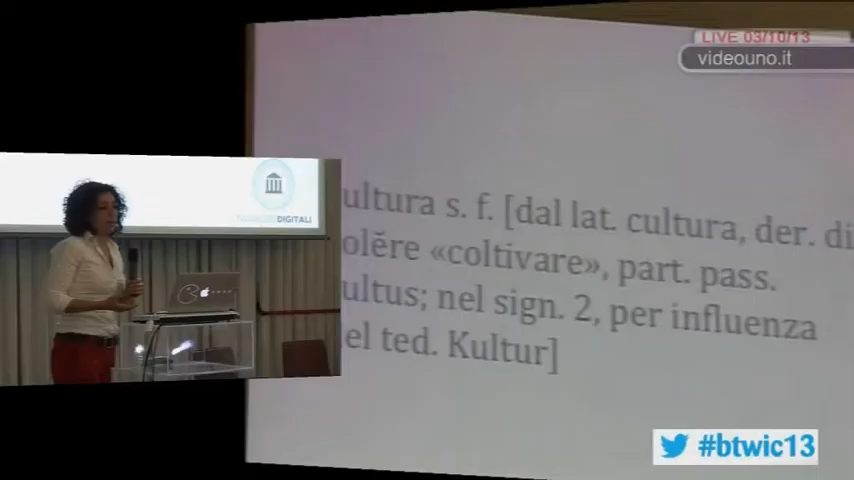 LIVE 03/10/13
videouno.it
DIGITALI
ultura s. f. [dal lat. cultura, der. di
olĕre «coltivare», part. pass.
ultus; nel sign. 2, per influenza
el ted. Kultur]
#btwic13